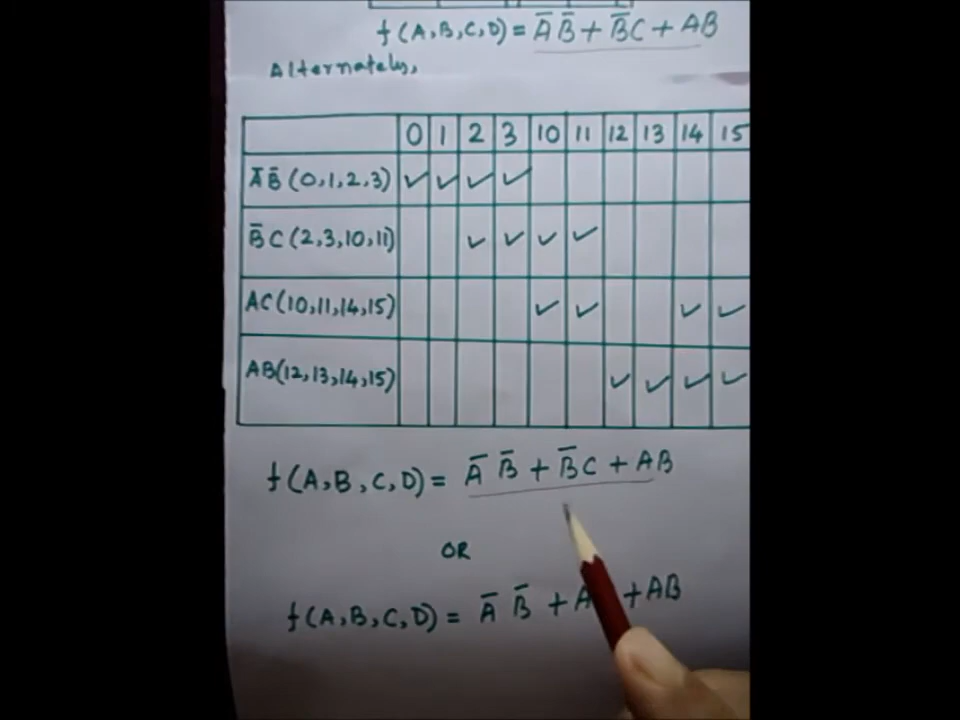 f(A,B,C,D) = A̅ B̅ + B̅C + AB
Alternately,
0 1 2 3 10 11 12 13 14 15
A̅ B̅ (0,1,2,3) ✓ ✓ ✓ ✓
B̅ C (2,3,10,11) ✓ ✓ ✓ ✓
AC(10,11,14,15) ✓ ✓ ✓ ✓
AB(12,13,14,15) ✓ ✓ ✓ ✓
f(A,B,C,D) = A̅ B̅ + B̅C + AB
OR
f(A,B,C,D) = A̅ B̅ + A +AB